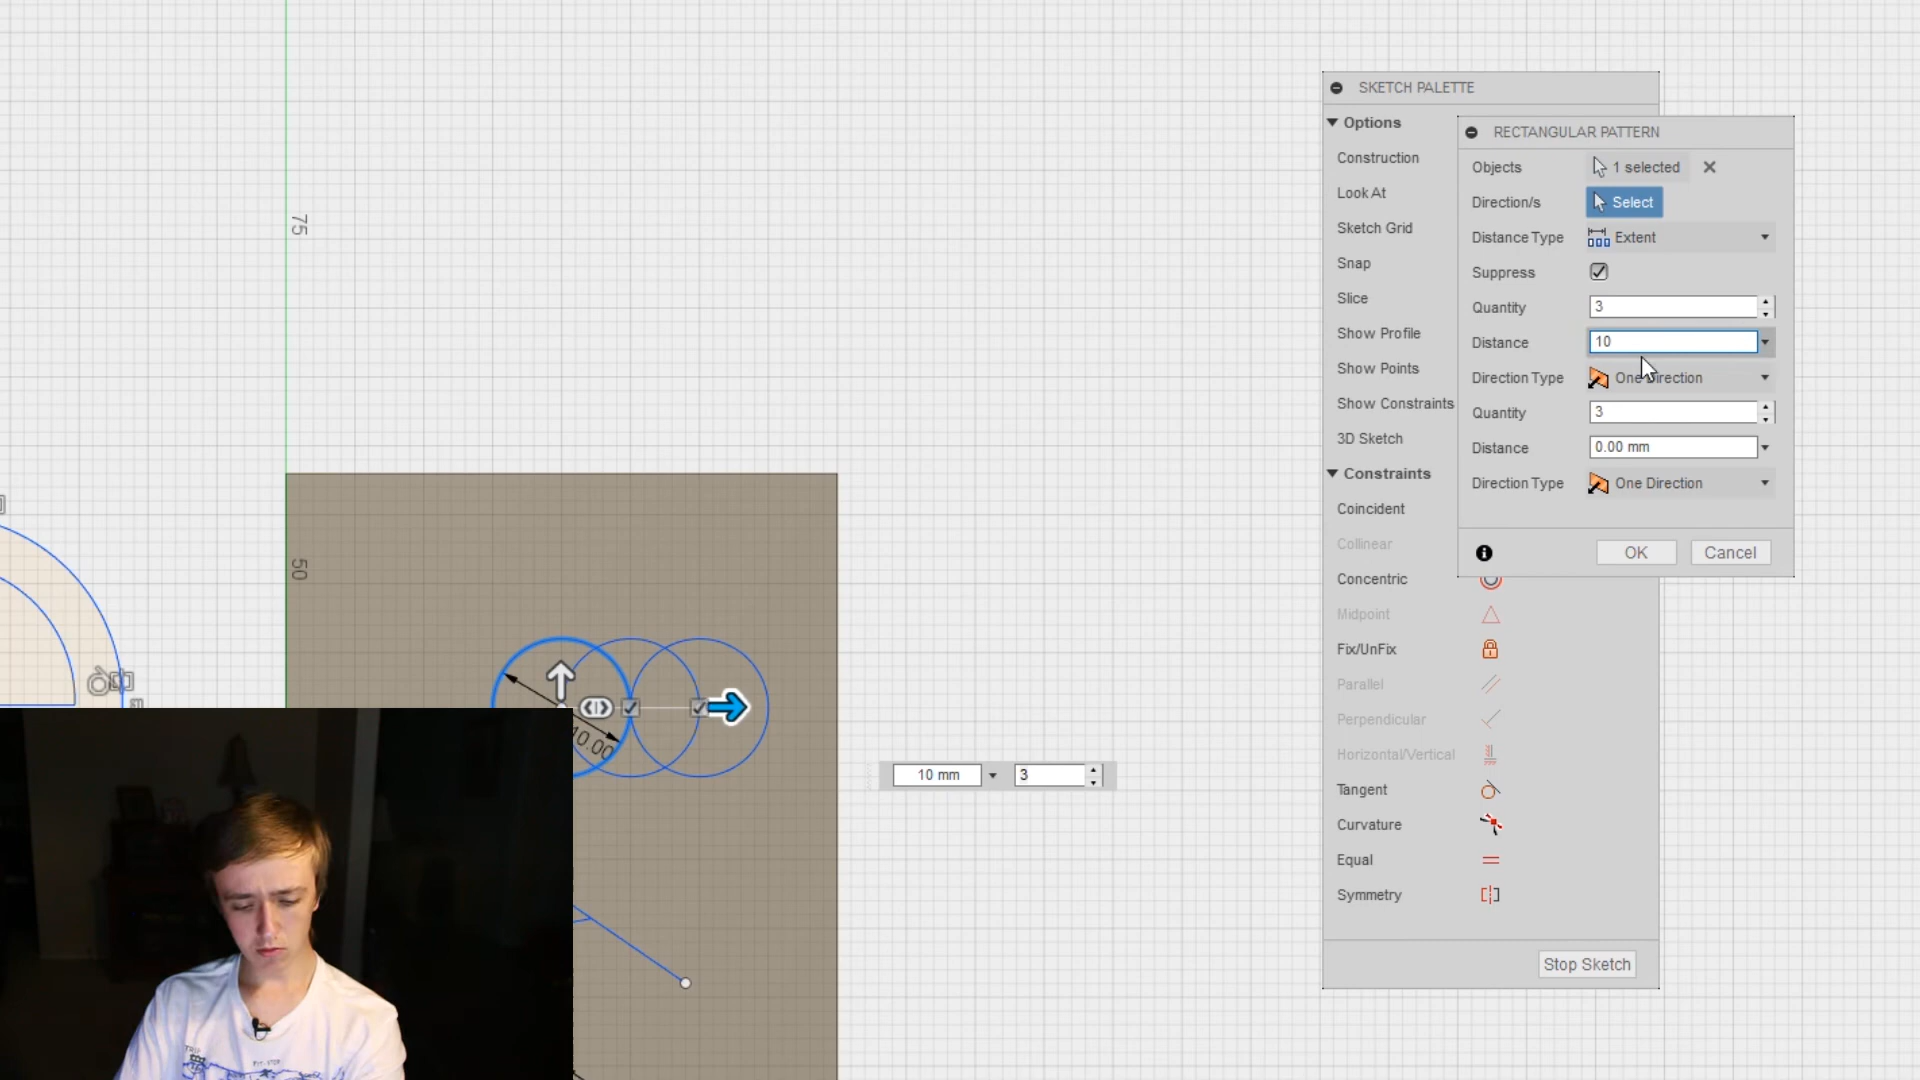 SKETCH PALETTE
Options
Construction
Look At
Sketch Grid
Snap
Slice
Show Profile
Show Points
Show Constraints
3D Sketch
Constraints
Coincident
Collinear
Concentric
Midpoint
Fix/UnFix
Parallel
Perpendicular
Horizontal/Vertical
Tangent
Curvature
Equal
Symmetry
Stop Sketch
RECTANGULAR PATTERN
Objects 1 selected
Direction/s Select
Distance Type Extent
Suppress
Quantity 3
Distance 10
Direction Type One Direction
Quantity 3
Distance 0.00 mm
Direction Type One Direction
OK Cancel
75
50
10.00
10 mm 3